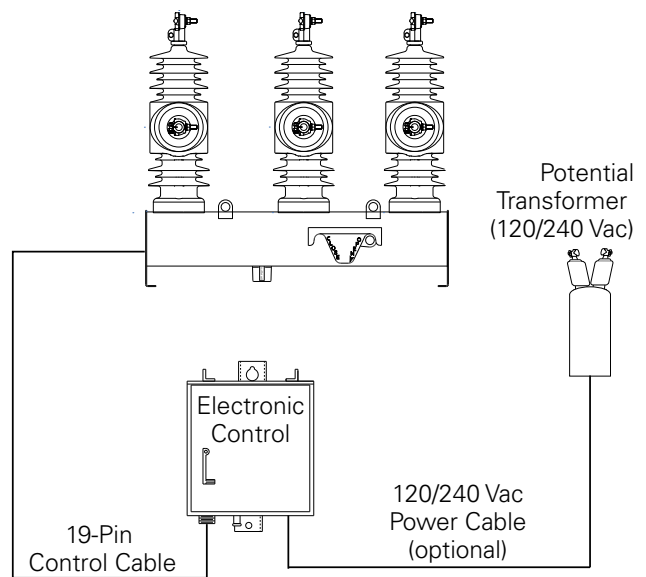 Potential
Transformer
(120/240 Vac)
Electronic
Control
120/240 Vac
Power Cable
(optional)
19-Pin
Control Cable